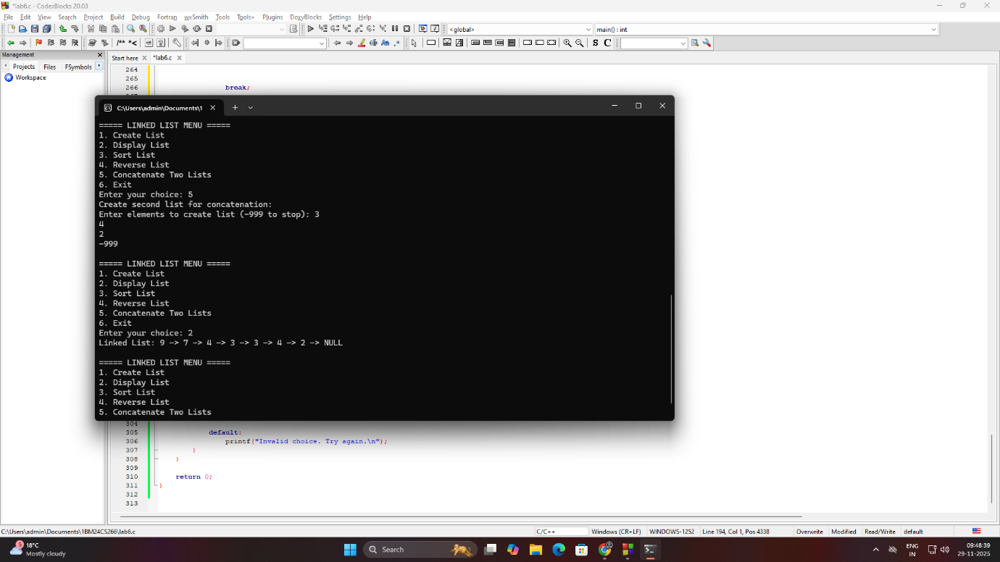 *lab6.c - CodeBlocks 20.03
File Edit View Search Project Build Debug Fortran wxSmith Tools Tools+ Plugins DoxyBlocks Settings Help
<global>
main() : int
/** *<
S C
Management
Projects Files FSymbols
Workspace
Start here *lab6.c
264
265
266 break;
C:\Users\admin\Documents\1
===== LINKED LIST MENU =====
1. Create List
2. Display List
3. Sort List
4. Reverse List
5. Concatenate Two Lists
6. Exit
Enter your choice: 5
Create second list for concatenation:
Enter elements to create list (-999 to stop): 3
4
2
-999
===== LINKED LIST MENU =====
1. Create List
2. Display List
3. Sort List
4. Reverse List
5. Concatenate Two Lists
6. Exit
Enter your choice: 2
Linked List: 9 -> 7 -> 4 -> 3 -> 3 -> 4 -> 2 -> NULL
===== LINKED LIST MENU =====
1. Create List
2. Display List
3. Sort List
4. Reverse List
5. Concatenate Two Lists
304
305 default:
306 printf("Invalid choice. Try again.\n");
307 }
308 }
309
310 return 0;
311 }
312
313
C:\Users\admin\Documents\1BM24CS266\lab6.c C/C++ Windows (CR+LF) WINDOWS-1252 Line 194, Col 1, Pos 4338 Overwrite Modified Read/Write default
5
18°C
Mostly cloudy
Search
ENG
IN
09:48:39
29-11-2025